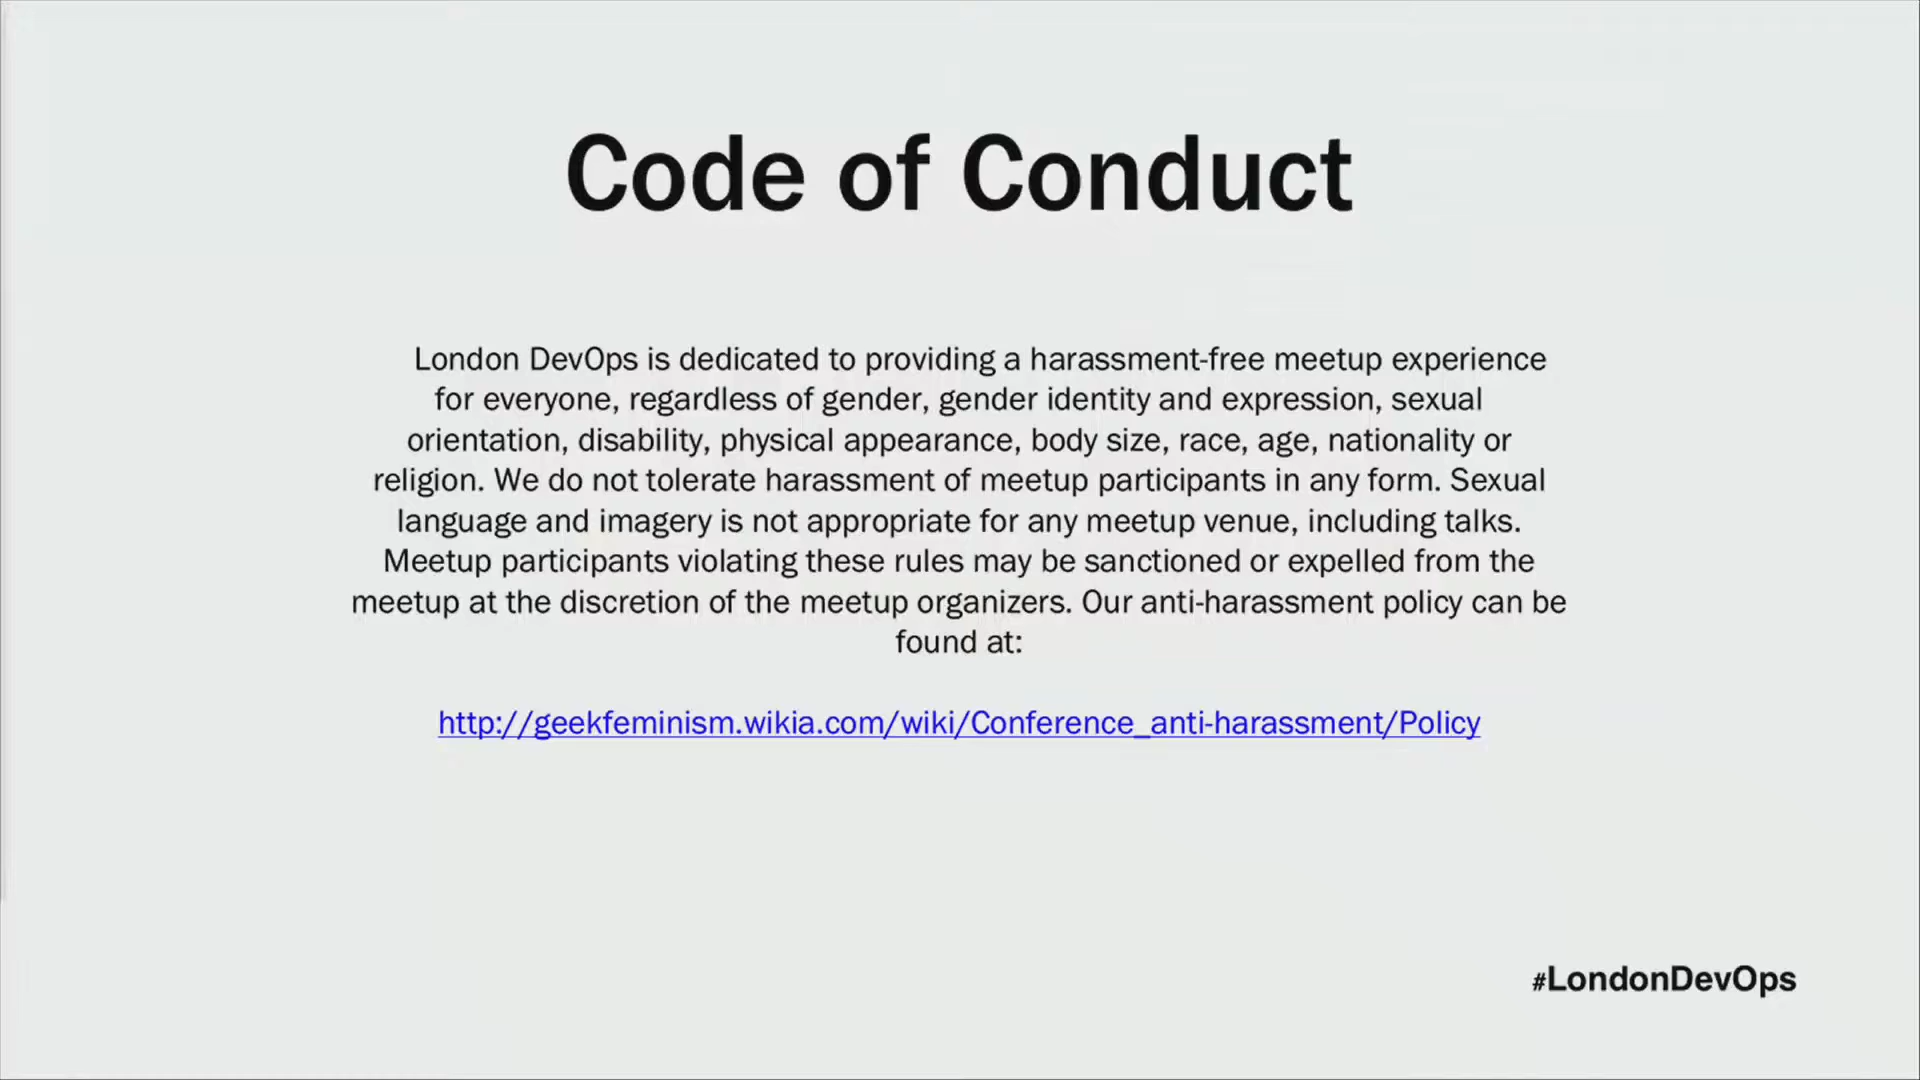 Code of Conduct
London DevOps is dedicated to providing a harassment-free meetup experience
for everyone, regardless of gender, gender identity and expression, sexual
orientation, disability, physical appearance, body size, race, age, nationality or
religion. We do not tolerate harassment of meetup participants in any form. Sexual
language and imagery is not appropriate for any meetup venue, including talks.
Meetup participants violating these rules may be sanctioned or expelled from the
meetup at the discretion of the meetup organizers. Our anti-harassment policy can be
found at:
http://geekfeminism.wikia.com/wiki/Conference_anti-harassment/Policy
#LondonDevOps